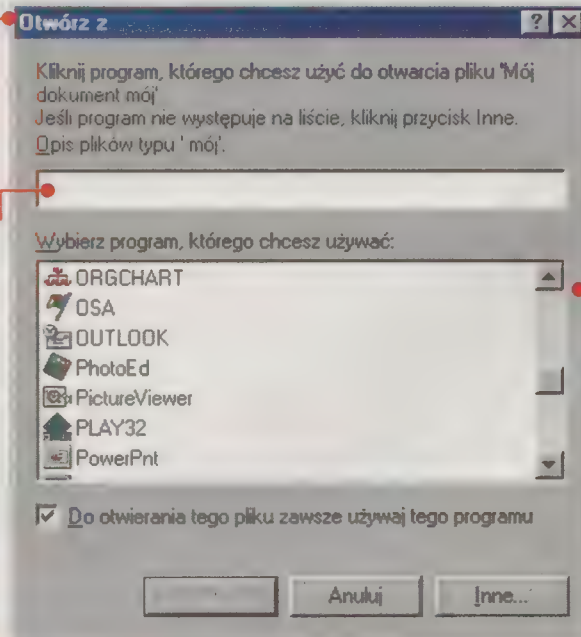 Otwórz z
Kliknij program, którego chcesz użyć do otwarcia pliku 'Mój
dokument mój'
Jeśli program nie występuje na liście, kliknij przycisk Inne.
Opis plików typu ' mój'.
Wybierz program, którego chcesz używać:
ORGCHART
OSA
OUTLOOK
PhotoEd
PictureViewer
PLAY32
PowerPnt
Do otwierania tego pliku zawsze używaj tego programu
Anuluj
Inne...